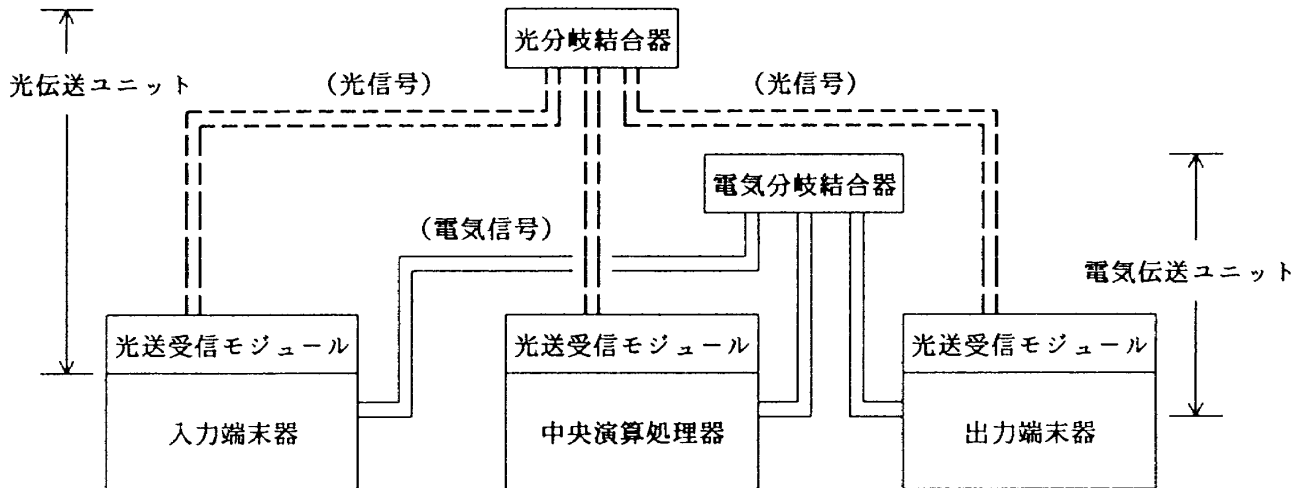 光分岐結合器
光伝送ユニット
(光信号)
(光信号)
電気分岐結合器
(電気信号)
電気伝送ユニット
光送受信モジュール
光送受信モジュール
光送受信モジュール
入力端末器
中央演算処理器
出力端末器